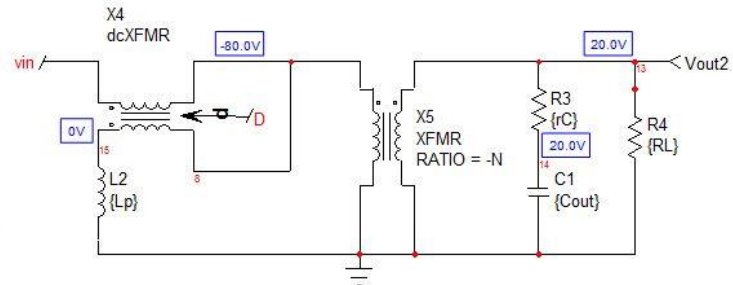 X4
dcXFMR
-80.0V
20.0V
vin
13
Vout2
d
D
R3
{rC}
X5
XFMR
RATIO = -N
R4
{RL}
0V
20.0V
15
8
14
L2
{Lp}
C1
{Cout}